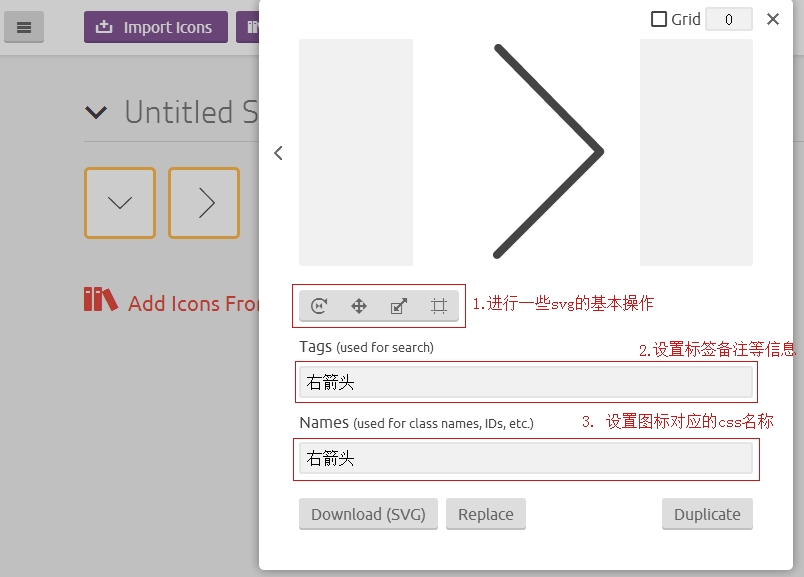 Import Icons
Grid 0
Untitled S
1.进行一些svg的基本操作
Add Icons Fro
Tags (used for search)
2.设置标签备注等信息
右箭头
Names (used for class names, IDs, etc.)
3. 设置图标对应的css名称
右箭头
Download (SVG)
Replace
Duplicate